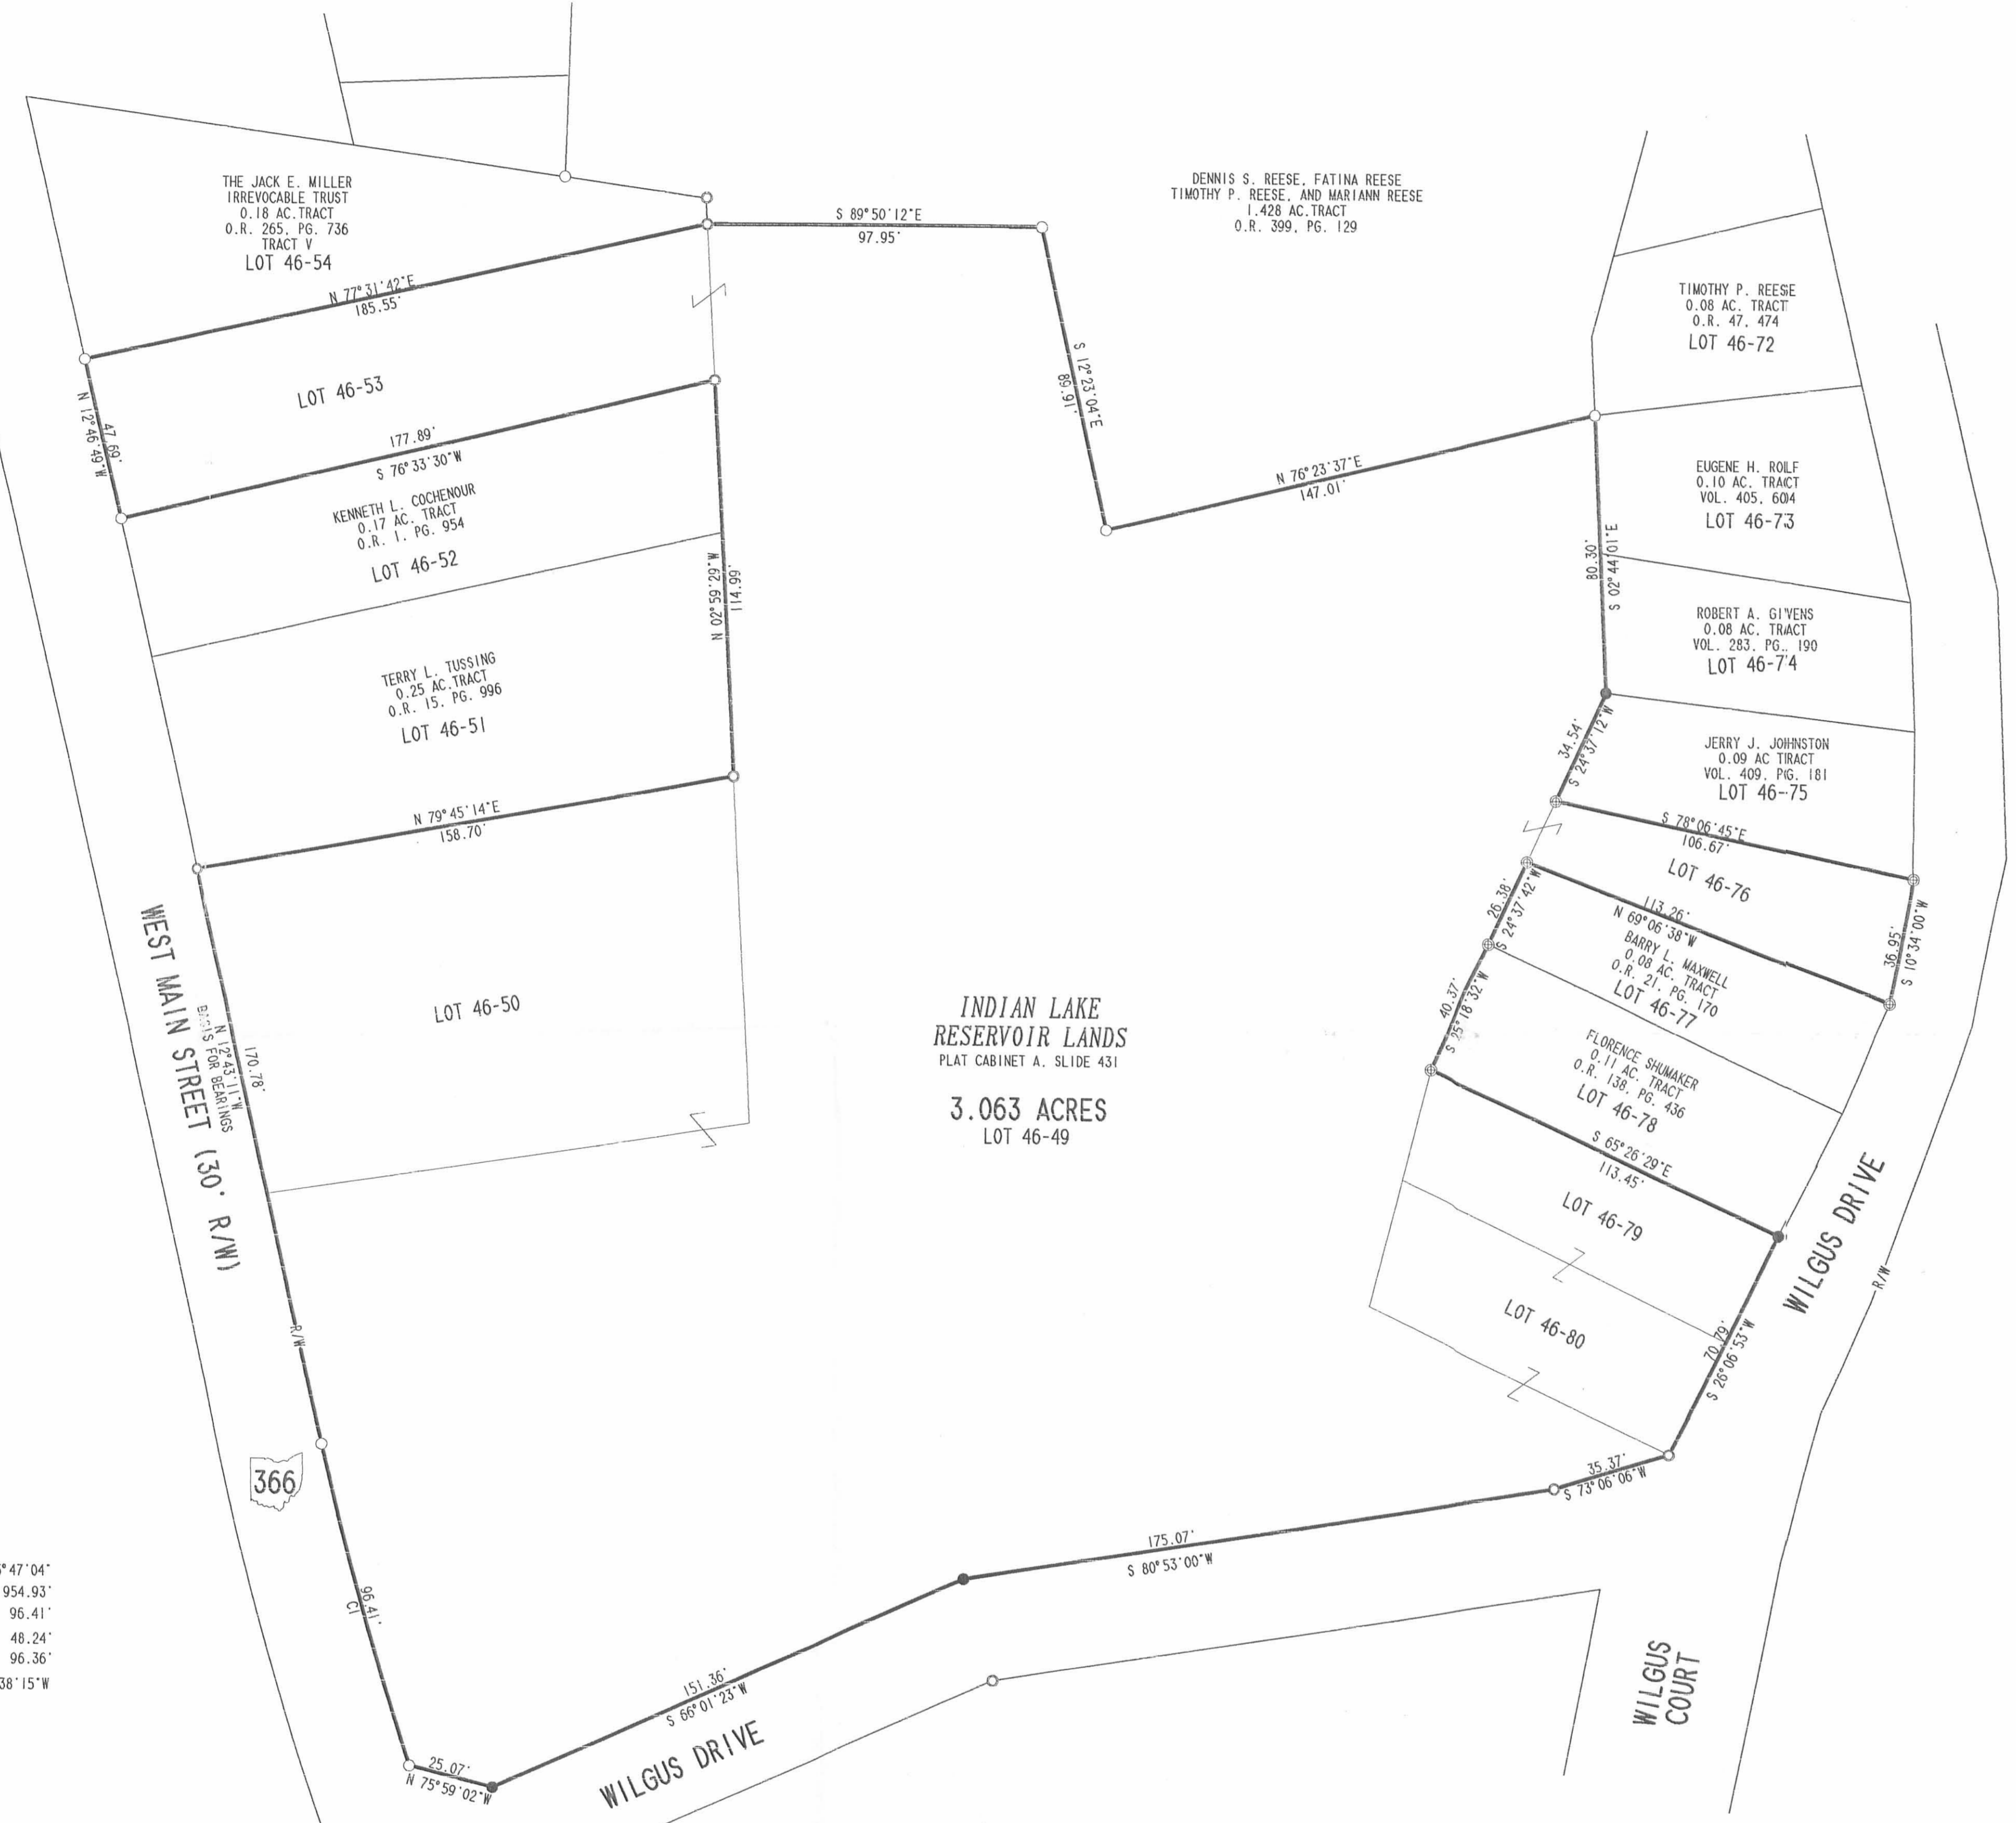 THE JACK E. MILLER
IRREVOCABLE TRUST
0.18 AC. TRACT
O.R. 265, PG. 736
TRACT V
LOT 46-54
N 77°31'42"E
185.55'
S 89°50'12"E
97.95'
DENNIS S. REESE, FATINA REESE
TIMOTHY P. REESE, AND MARIANN REESE
1.428 AC.TRACT
O.R. 399, PG. 129
S 12°23'04"E
89.91'
N 76°23'37"E
147.01'
TIMOTHY P. REESE
0.08 AC. TRACT
O.R. 47, 474
LOT 46-72
EUGENE H. ROLF
0.10 AC. TRACT
VOL. 405, 604
LOT 46-73
80.30'
S 02°44'01"E
ROBERT A. GIVENS
0.08 AC. TRACT
VOL. 283, PG. 190
LOT 46-74
JERRY J. JOHNSTON
0.09 AC TRACT
VOL. 409, PG. 181
LOT 46-75
34.54'
S 24°37'12"W
S 78°06'45"E
106.67'
LOT 46-76
36.95'
S 10°34'00"W
113.26'
N 69°06'38"W
26.38'
S 24°37'42"W
BARRY L. MAXWELL
0.08 AC. TRACT
O.R. 21, PG. 170
LOT 46-77
40.37'
S 25°18'32"W
FLORENCE SHUMAKER
0.11 AC. TRACT
O.R. 138, PG. 436
LOT 46-78
S 65°26'29"E
113.45'
LOT 46-79
LOT 46-80
70.79'
S 26°06'53"W
WILGUS DRIVE
R/W
LOT 46-53
N 12°46'49"W
47.69'
177.89'
S 76°33'30"W
KENNETH L. COCHENOUR
0.17 AC. TRACT
O.R. 1, PG. 954
LOT 46-52
N 02°59'29"W
114.99'
TERRY L. TUSSING
0.25 AC.TRACT
O.R. 15, PG. 996
LOT 46-51
N 79°45'14"E
158.70'
LOT 46-50
WEST MAIN STREET (30' R/W)
N 12°43'11"W
BASIS FOR BEARINGS
170.78'
R/W
INDIAN LAKE
RESERVOIR LANDS
PLAT CABINET A, SLIDE 431
3.063 ACRES
LOT 46-49
366
96.41'
C1
25.07'
N 75°59'02"W
151.36'
S 66°01'23"W
WILGUS DRIVE
175.07'
S 80°53'00"W
35.37'
S 73°06'06"W
WILGUS
COURT
°47'04"
954.93'
96.41'
48.24'
96.36'
38'15"W